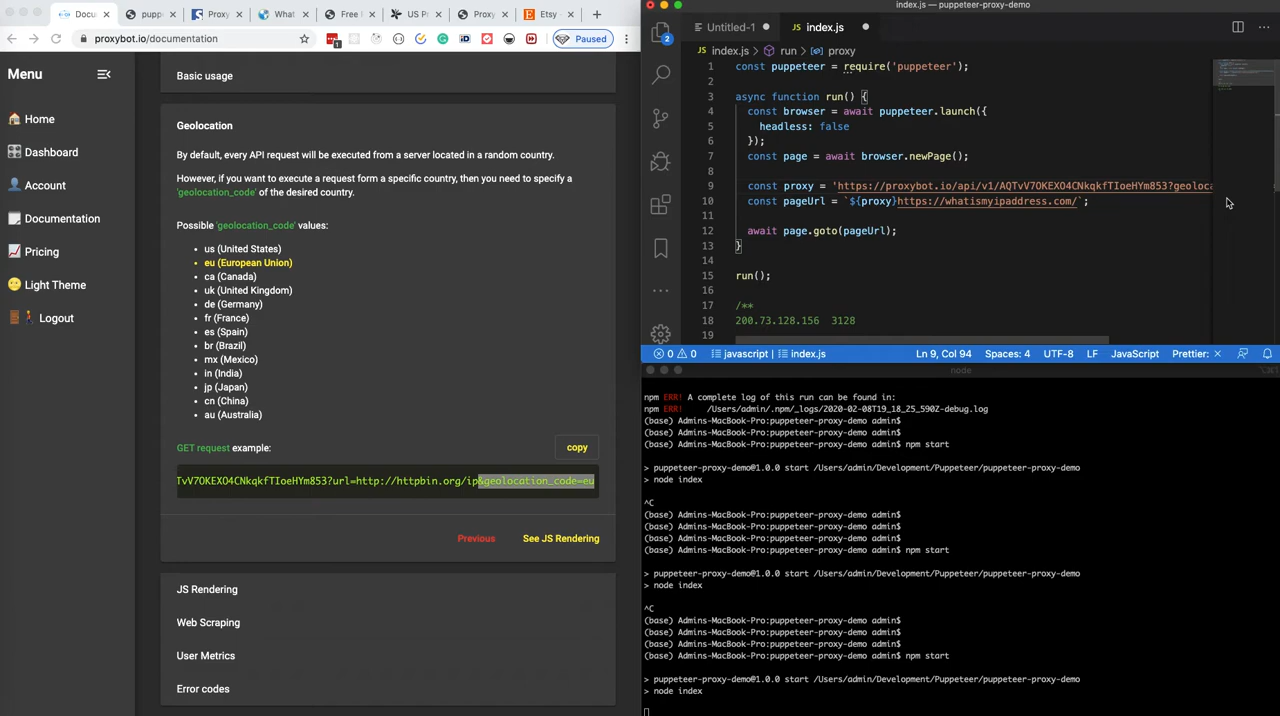 Docu
pupp
Proxy
What
Free
US P
Proxy
Etsy
proxybot.io/documentation
1
Paused
Menu
Home
Dashboard
Account
Documentation
Pricing
Light Theme
Logout
Basic usage
Geolocation
By default, every API request will be executed from a server located in a random country.
However, if you want to execute a request form a specific country, then you need to specify a
'geolocation_code' of the desired country.
Possible 'geolocation_code' values:
us (United States)
eu (European Union)
ca (Canada)
uk (United Kingdom)
de (Germany)
fr (France)
es (Spain)
br (Brazil)
mx (Mexico)
in (India)
jp (Japan)
cn (China)
au (Australia)
GET request example:
copy
TvV7OKEXO4CNkqkfTIoeHYm853?url=http://httpbin.org/ip&geolocation_code=eu
Previous
See JS Rendering
JS Rendering
Web Scraping
User Metrics
Error codes
index.js — puppeteer-proxy-demo
Untitled-1
index.js
index.js > run > proxy
2
1 const puppeteer = require('puppeteer');
2
3 async function run() {
4 const browser = await puppeteer.launch({
5 headless: false
6 });
7 const page = await browser.newPage();
8
9 const proxy = 'https://proxybot.io/api/v1/AQTvV7OKEXO4CNkqkfTIoeHYm853?geoloca
10 const pageUrl = `${proxy}https://whatismyipaddress.com/`;
11
12 await page.goto(pageUrl);
13 }
14
15 run();
16
17 /**
18 200.73.128.156 3128
19
0 0 javascript index.js Ln 9, Col 94 Spaces: 4 UTF-8 LF JavaScript Prettier: ×
node
npm ERR! A complete log of this run can be found in:
npm ERR! /Users/admin/.npm/_logs/2020-02-08T19_18_25_590Z-debug.log
(base) Admins-MacBook-Pro:puppeteer-proxy-demo admin$
(base) Admins-MacBook-Pro:puppeteer-proxy-demo admin$
(base) Admins-MacBook-Pro:puppeteer-proxy-demo admin$ npm start
> puppeteer-proxy-demo@1.0.0 start /Users/admin/Development/Puppeteer/puppeteer-proxy-demo
> node index
^C
(base) Admins-MacBook-Pro:puppeteer-proxy-demo admin$
(base) Admins-MacBook-Pro:puppeteer-proxy-demo admin$
(base) Admins-MacBook-Pro:puppeteer-proxy-demo admin$
(base) Admins-MacBook-Pro:puppeteer-proxy-demo admin$ npm start
> puppeteer-proxy-demo@1.0.0 start /Users/admin/Development/Puppeteer/puppeteer-proxy-demo
> node index
^C
(base) Admins-MacBook-Pro:puppeteer-proxy-demo admin$
(base) Admins-MacBook-Pro:puppeteer-proxy-demo admin$
(base) Admins-MacBook-Pro:puppeteer-proxy-demo admin$
(base) Admins-MacBook-Pro:puppeteer-proxy-demo admin$ npm start
> puppeteer-proxy-demo@1.0.0 start /Users/admin/Development/Puppeteer/puppeteer-proxy-demo
> node index